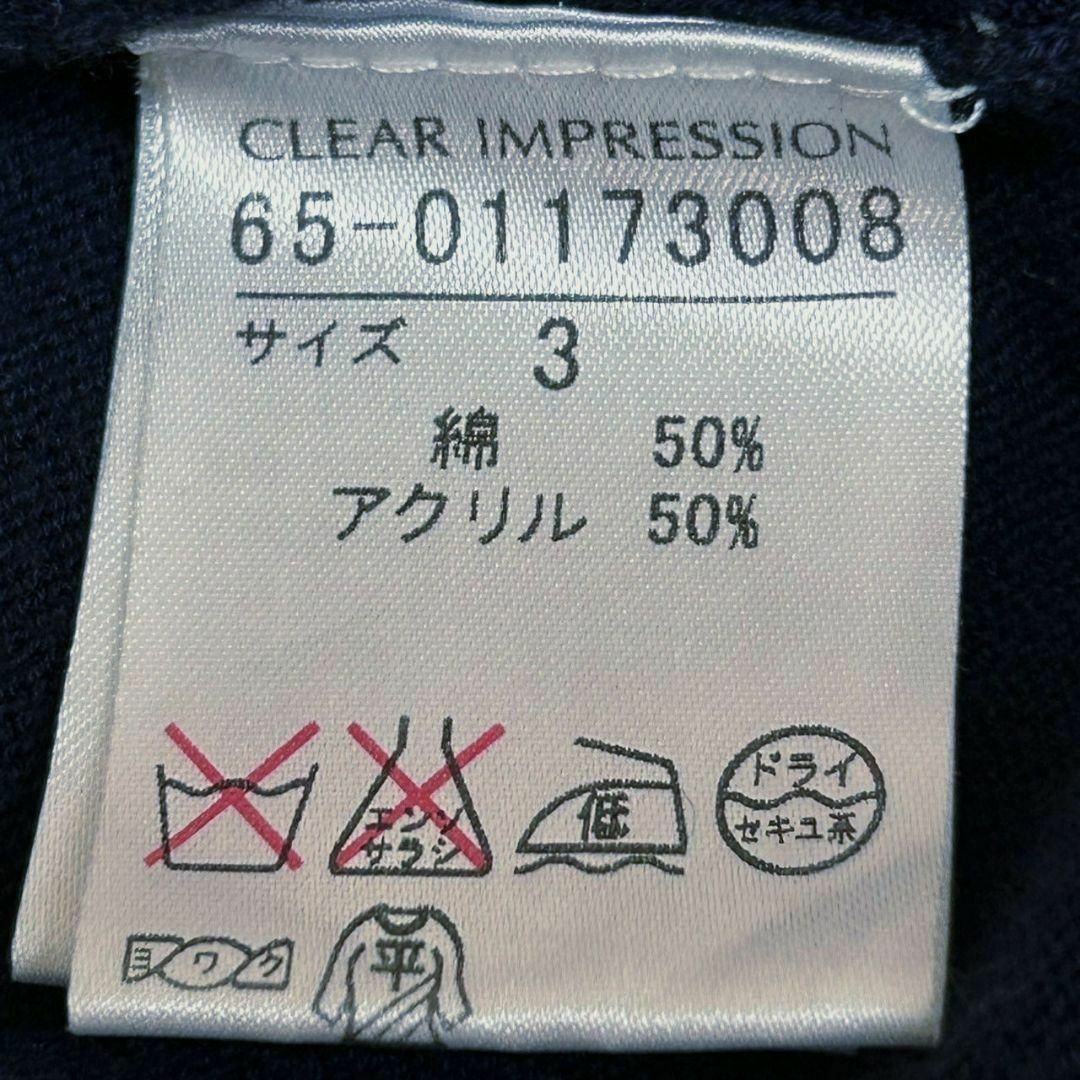 CLEAR IMPRESSION
65-01173008
サイズ 3
綿 50%
アクリル 50%
エンソ
サラシ
低
ドライ
セキユ系
ヨワク
平